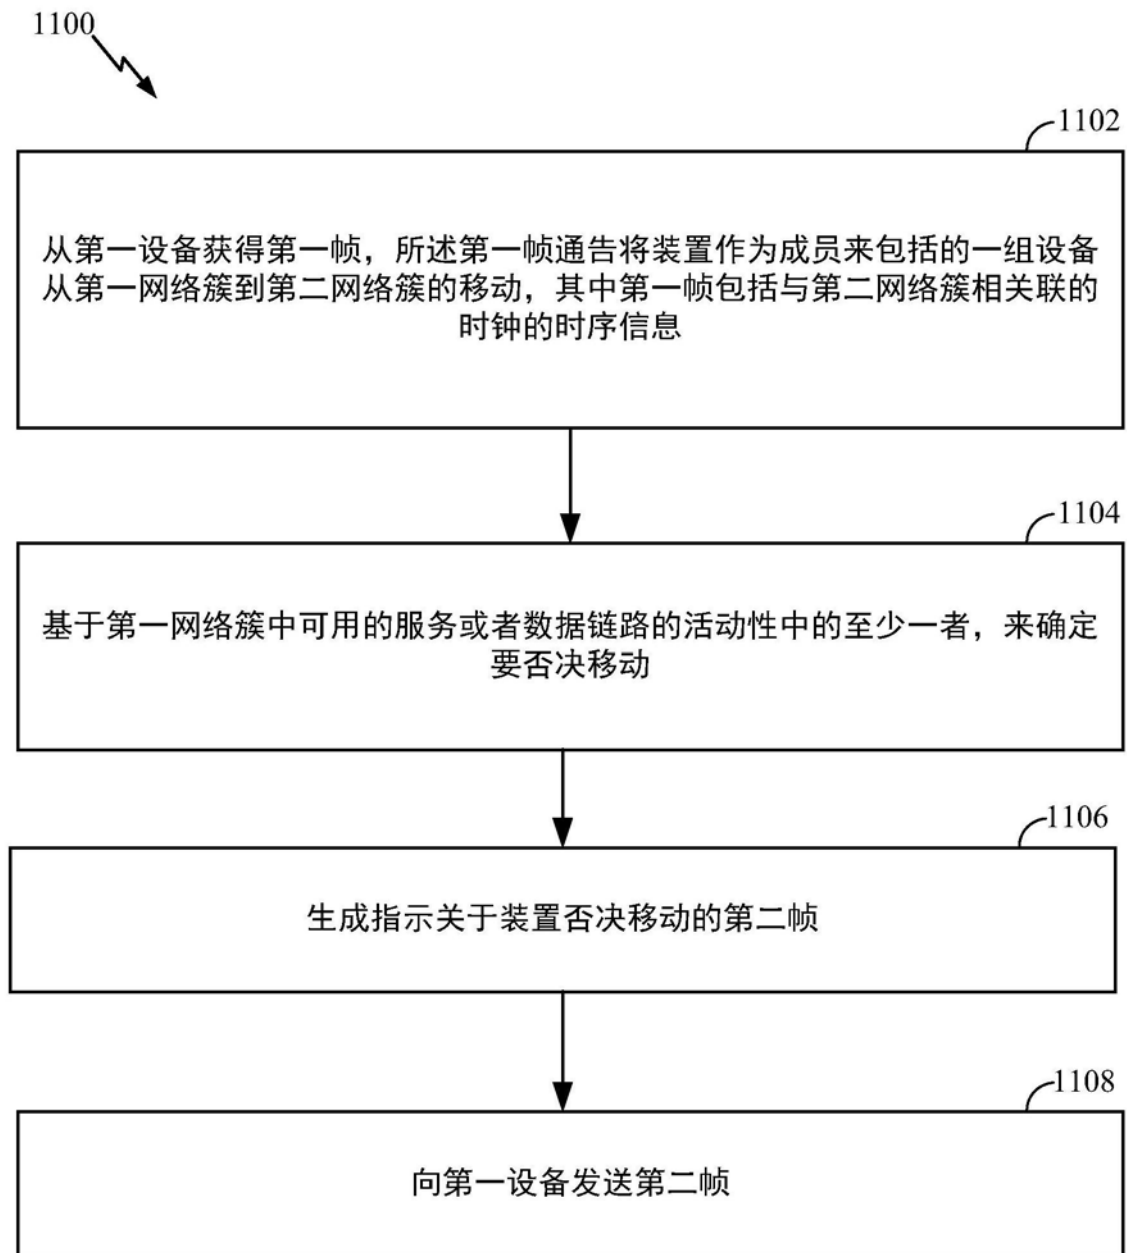 1100
1102
从第一设备获得第一帧，所述第一帧通告将装置作为成员来包括的一组设备
从第一网络簇到第二网络簇的移动，其中第一帧包括与第二网络簇相关联的
时钟的时序信息
1104
基于第一网络簇中可用的服务或者数据链路的活动性中的至少一者，来确定
要否决移动
1106
生成指示关于装置否决移动的第二帧
1108
向第一设备发送第二帧